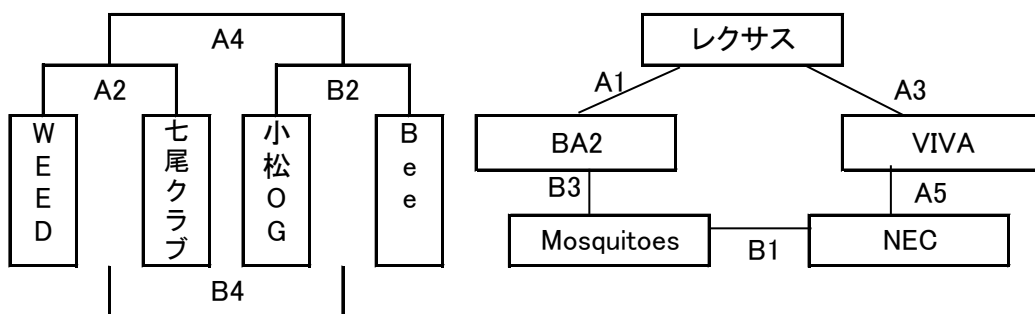 A4
A2
B2
WEED
七尾クラブ
小松OG
Bee
B4
レクサス
A1
A3
BA2
VIVA
B3
A5
Mosquitoes
B1
NEC